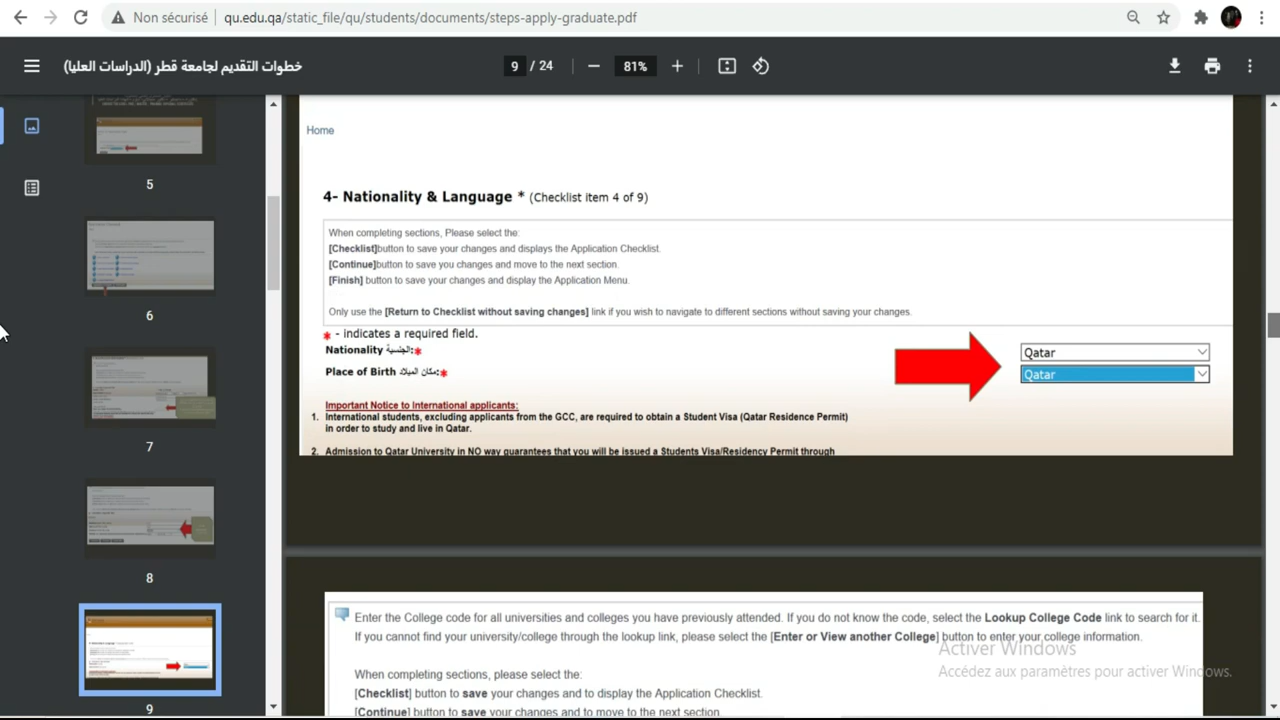 Non sécurisé
qu.edu.qa/static_file/qu/students/documents/steps-apply-graduate.pdf
خطوات التقديم لجامعة قطر (الدراسات العليا)
9 / 24
81%
5
6
7
8
9
Home
4- Nationality & Language * (Checklist item 4 of 9)
When completing sections, Please select the:
[Checklist]button to save your changes and displays the Application Checklist.
[Continue]button to save you changes and move to the next section.
[Finish] button to save your changes and display the Application Menu.
Only use the [Return to Checklist without saving changes] link if you wish to navigate to different sections without saving your changes.
* - indicates a required field.
Nationality الجنسية:*
Qatar
Place of Birth مكان الميلاد:*
Qatar
Important Notice to International applicants:
1. International students, excluding applicants from the GCC, are required to obtain a Student Visa (Qatar Residence Permit)
in order to study and live in Qatar.
2. Admission to Qatar University in NO way guarantees that you will be issued a Students Visa/Residency Permit through
Enter the College code for all universities and colleges you have previously attended. If you do not know the code, select the Lookup College Code link to search for it.
If you cannot find your university/college through the lookup link, please select the [Enter or View another College] button to enter your college information.
When completing sections, please select the:
[Checklist] button to save your changes and to display the Application Checklist.
[Continue] button to save your changes and to move to the next section.
Activer Windows
Accédez aux paramètres pour activer Windows.